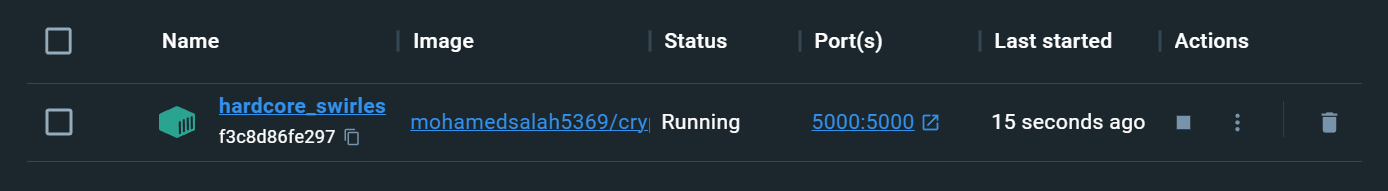 Name Image Status Port(s) Last started Actions
hardcore_swirles
f3c8d86fe297
mohamedsalah5369/cry Running 5000:5000 15 seconds ago